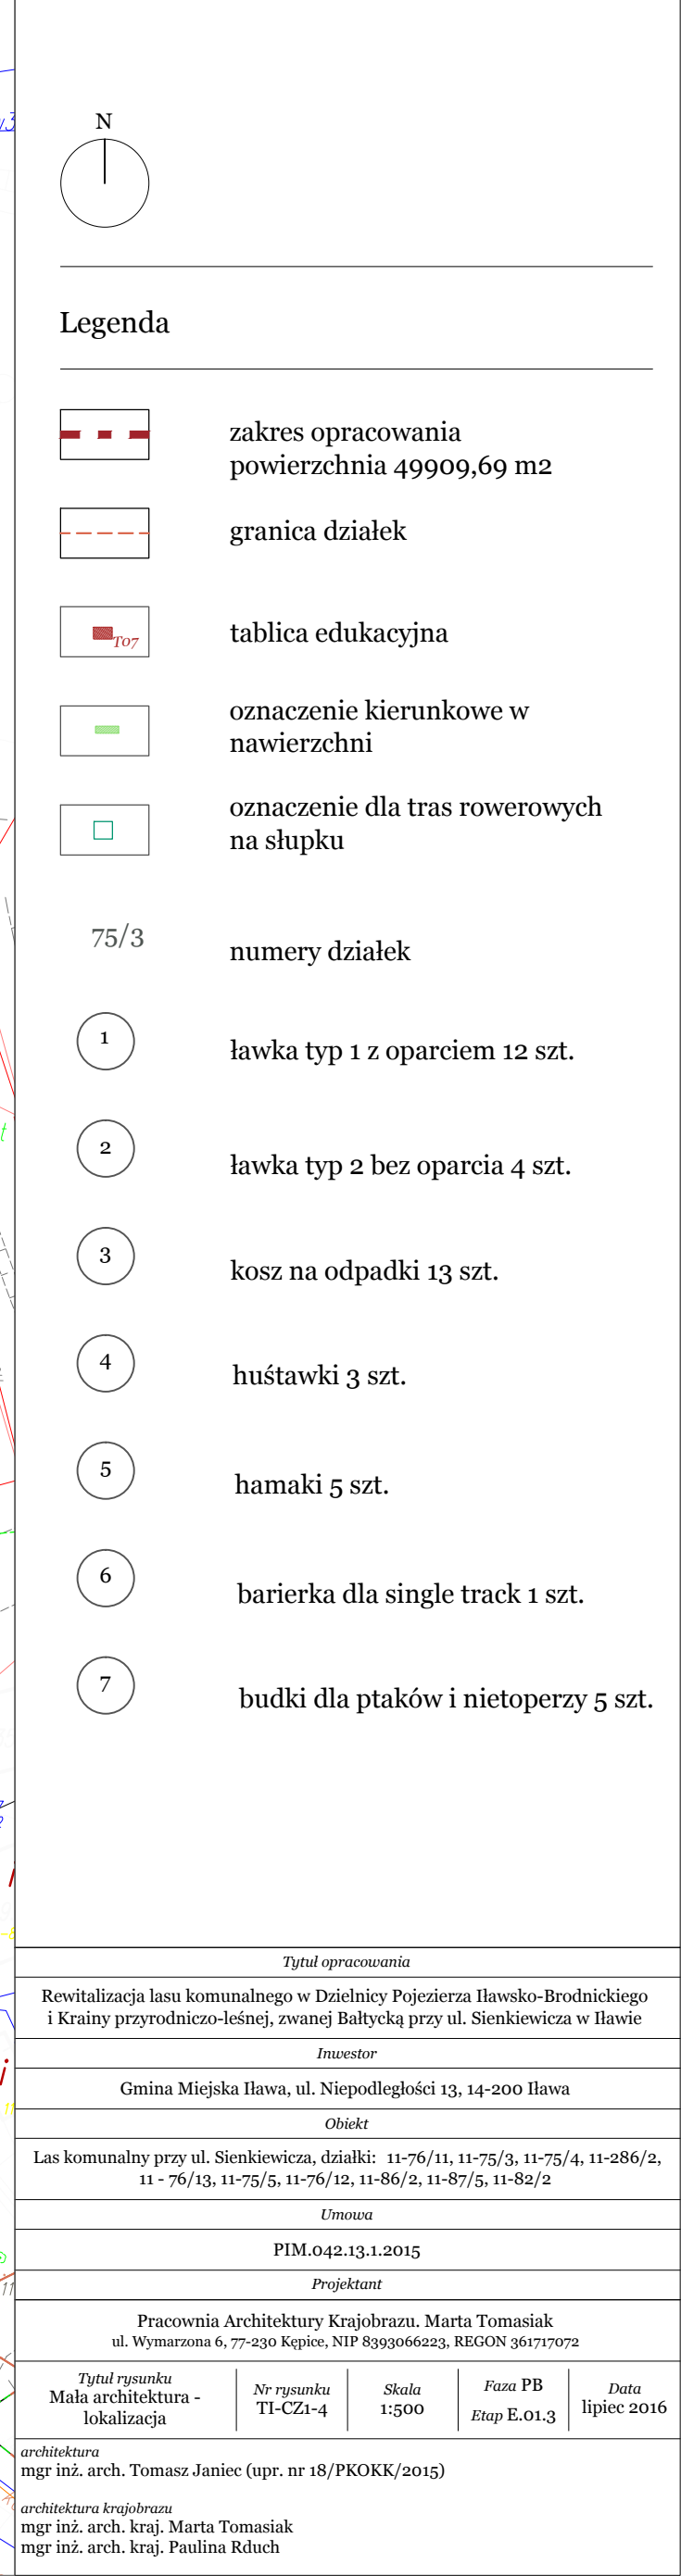 N
Legenda
zakres opracowania
powierzchnia 49909,69 m2
granica działek
T07
tablica edukacyjna
oznaczenie kierunkowe w
nawierzchni
oznaczenie dla tras rowerowych
na słupku
75/3
numery działek
1
ławka typ 1 z oparciem 12 szt.
2
ławka typ 2 bez oparcia 4 szt.
3
kosz na odpadki 13 szt.
4
huśtawki 3 szt.
5
hamaki 5 szt.
6
barierka dla single track 1 szt.
7
budki dla ptaków i nietoperzy 5 szt.
Tytuł opracowania
Rewitalizacja lasu komunalnego w Dzielnicy Pojezierza Iławsko-Brodnickiego
i Krainy przyrodniczo-leśnej, zwanej Bałtycką przy ul. Sienkiewicza w Iławie
Inwestor
Gmina Miejska Iława, ul. Niepodległości 13, 14-200 Iława
Obiekt
Las komunalny przy ul. Sienkiewicza, działki: 11-76/11, 11-75/3, 11-75/4, 11-286/2,
11 - 76/13, 11-75/5, 11-76/12, 11-86/2, 11-87/5, 11-82/2
Umowa
PIM.042.13.1.2015
Projektant
Pracownia Architektury Krajobrazu. Marta Tomasiak
ul. Wymarzona 6, 77-230 Kępice, NIP 8393066223, REGON 361717072
Tytuł rysunku
Mała architektura -
lokalizacja
Nr rysunku
TI-CZ1-4
Skala
1:500
Faza PB
Etap E.01.3
Data
lipiec 2016
architektura
mgr inż. arch. Tomasz Janiec (upr. nr 18/PKOKK/2015)
architektura krajobrazu
mgr inż. arch. kraj. Marta Tomasiak
mgr inż. arch. kraj. Paulina Rduch